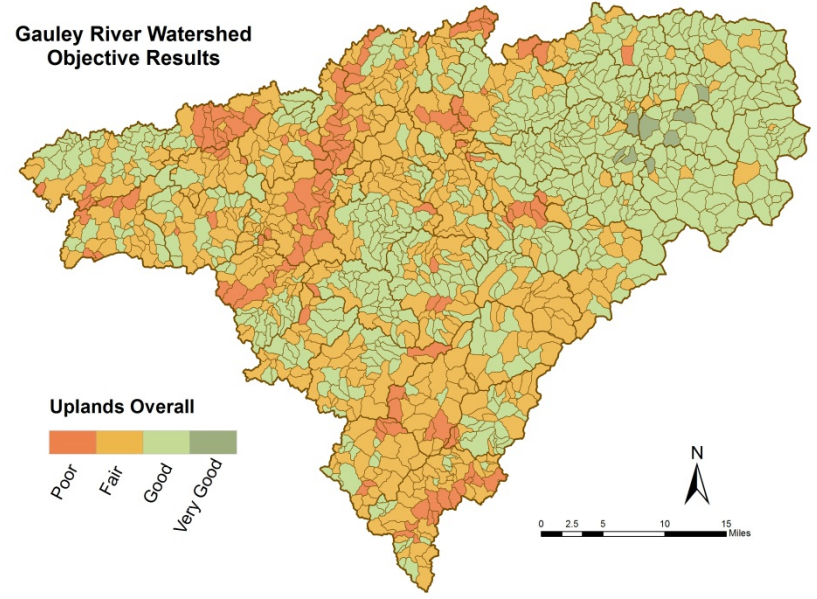 Gauley River Watershed
Objective Results
Uplands Overall
Poor
Fair
Good
Very Good
N
0 2.5 5 10 15
Miles